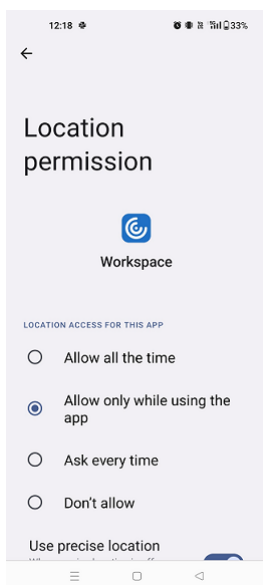 12:18 33%
Location
permission
Workspace
LOCATION ACCESS FOR THIS APP
Allow all the time
Allow only while using the
app
Ask every time
Don't allow
Use precise location